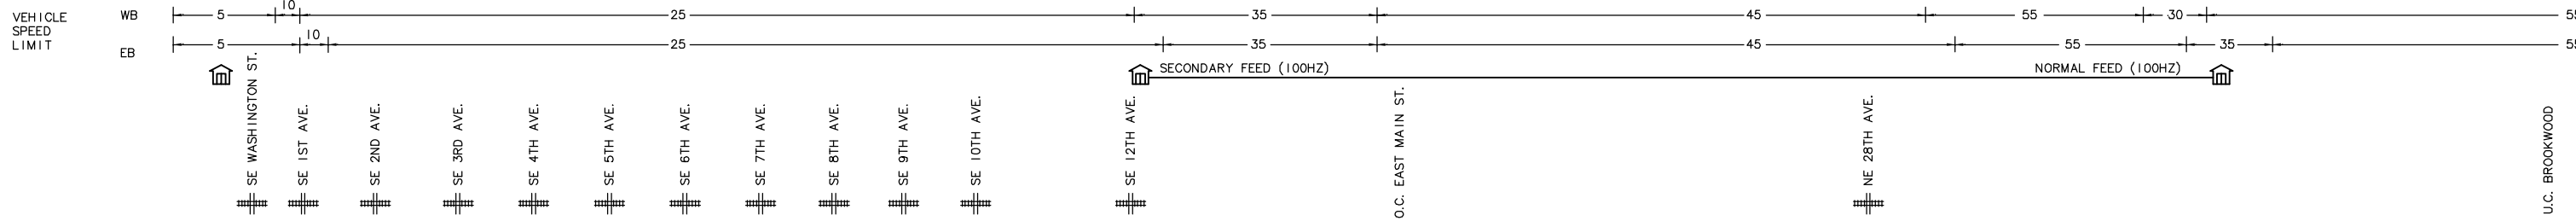 VEHICLE
SPEED
LIMIT
WB 5 10 25 35 45 55 30 55
EB 5 10 25 35 45 55 35 55
SECONDARY FEED (100HZ)
NORMAL FEED (100HZ)
SE WASHINGTON ST.
SE 1ST AVE.
SE 2ND AVE.
SE 3RD AVE.
SE 4TH AVE.
SE 5TH AVE.
SE 6TH AVE.
SE 7TH AVE.
SE 8TH AVE.
SE 9TH AVE.
SE 10TH AVE.
SE 12TH AVE.
O.C. EAST MAIN ST.
NE 28TH AVE.
U.C. BROOKWOOD